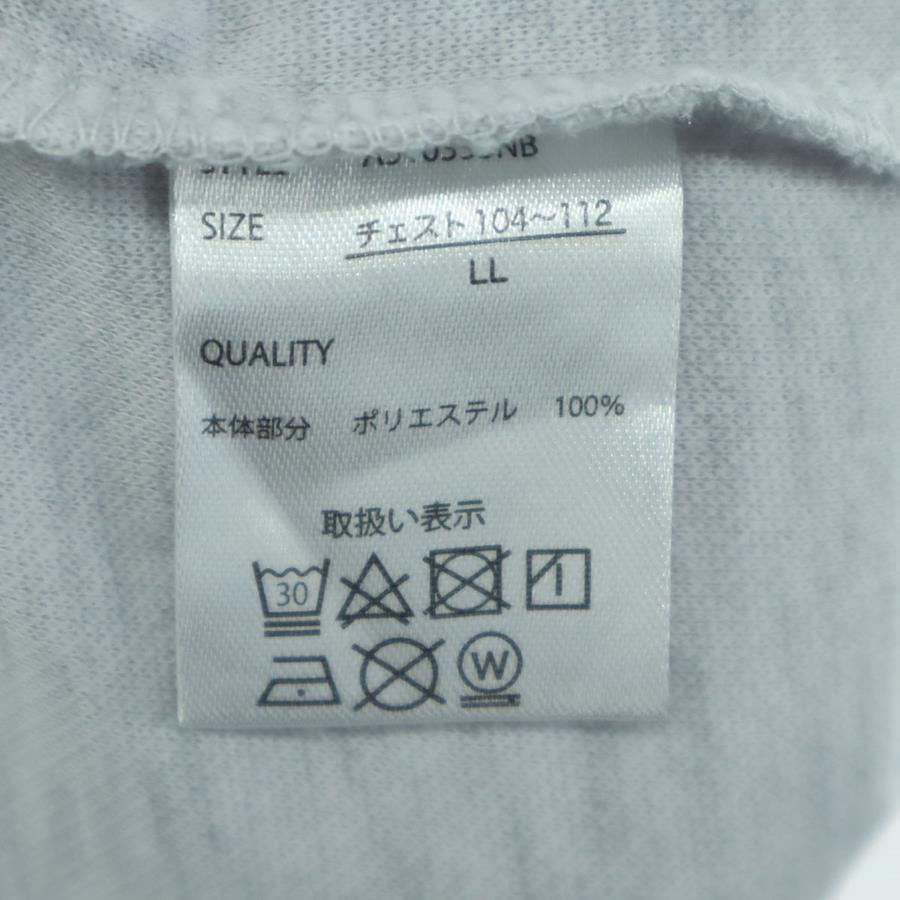 SIZE チェスト104～112
LL
QUALITY
本体部分 ポリエステル 100%
取扱い表示
30
W